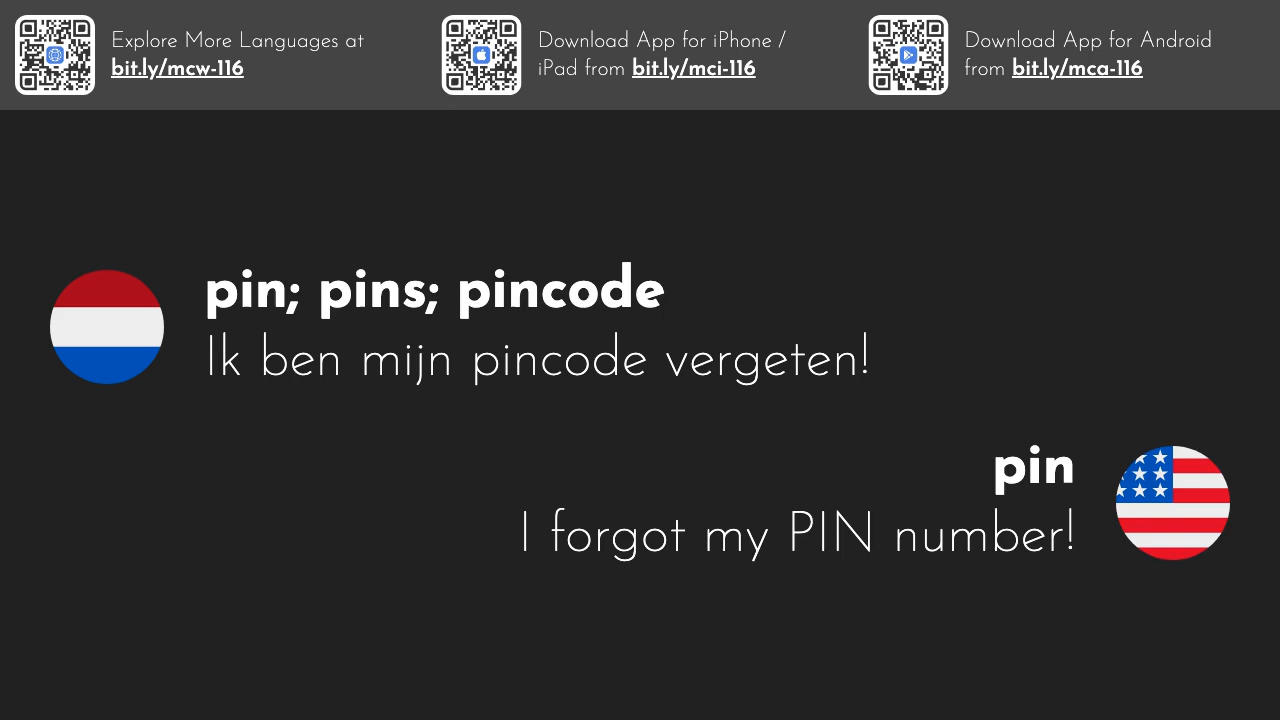 Explore More Languages at
bit.ly/mcw-116
Download App for iPhone /
iPad from bit.ly/mci-116
Download App for Android
from bit.ly/mca-116
pin; pins; pincode
Ik ben mijn pincode vergeten!
pin
I forgot my PIN number!